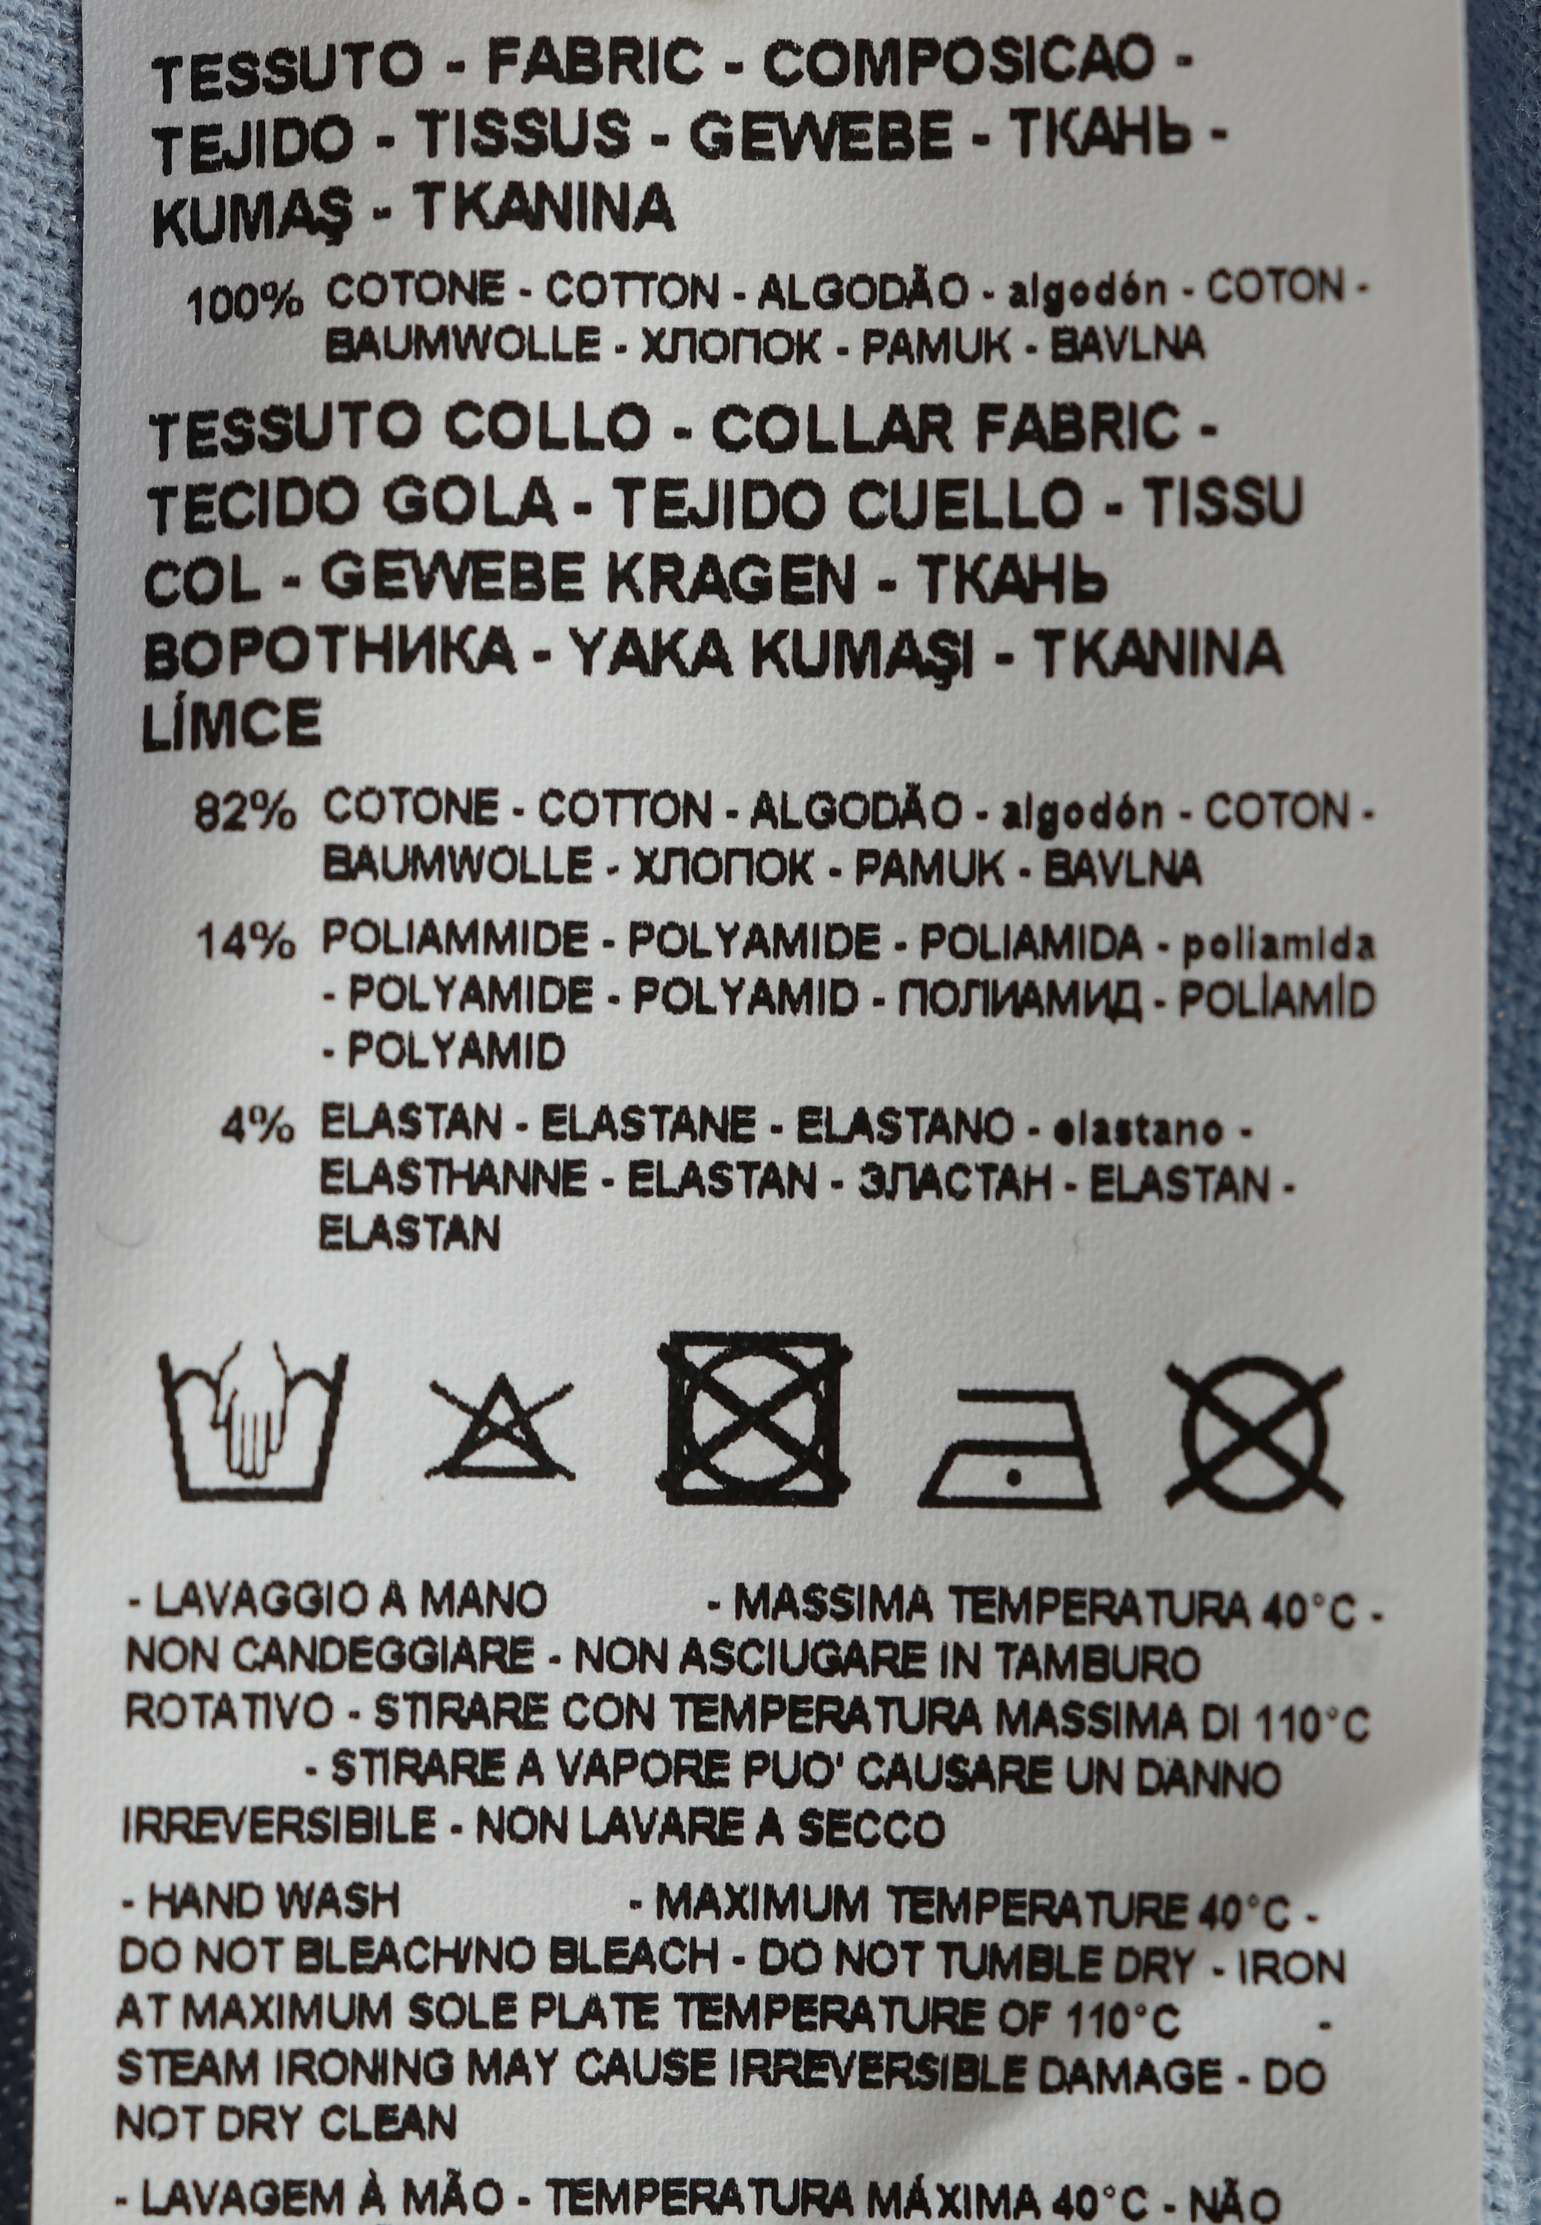 TESSUTO - FABRIC - COMPOSICAO -
TEJIDO - TISSUS - GEWEBE - ТКАНЬ -
KUMAŞ - TKANINA
100% COTONE - COTTON - ALGODÃO - algodón - COTON -
BAUMWOLLE - ХЛОПОК - PAMUK - BAVLNA
TESSUTO COLLO - COLLAR FABRIC -
TECIDO GOLA - TEJIDO CUELLO - TISSU
COL - GEWEBE KRAGEN - ТКАНЬ
ВОРОТНИКА - YAKA KUMAŞI - TKANINA
LÍMCE
82% COTONE - COTTON - ALGODÃO - algodón - COTON -
BAUMWOLLE - ХЛОПОК - PAMUK - BAVLNA
14% POLIAMMIDE - POLYAMIDE - POLIAMIDA - poliamida
- POLYAMIDE - POLYAMID - ПОЛИАМИД - POLİAMİD
- POLYAMID
4% ELASTAN - ELASTANE - ELASTANO - elastano -
ELASTHANNE - ELASTAN - ЭЛАСТАН - ELASTAN -
ELASTAN
- LAVAGGIO A MANO - MASSIMA TEMPERATURA 40°C -
NON CANDEGGIARE - NON ASCIUGARE IN TAMBURO
ROTATIVO - STIRARE CON TEMPERATURA MASSIMA DI 110°C
- STIRARE A VAPORE PUO' CAUSARE UN DANNO
IRREVERSIBILE - NON LAVARE A SECCO
- HAND WASH - MAXIMUM TEMPERATURE 40°C -
DO NOT BLEACH/NO BLEACH - DO NOT TUMBLE DRY - IRON
AT MAXIMUM SOLE PLATE TEMPERATURE OF 110°C -
STEAM IRONING MAY CAUSE IRREVERSIBLE DAMAGE - DO
NOT DRY CLEAN
- LAVAGEM À MÃO - TEMPERATURA MÁXIMA 40°C - NÃO